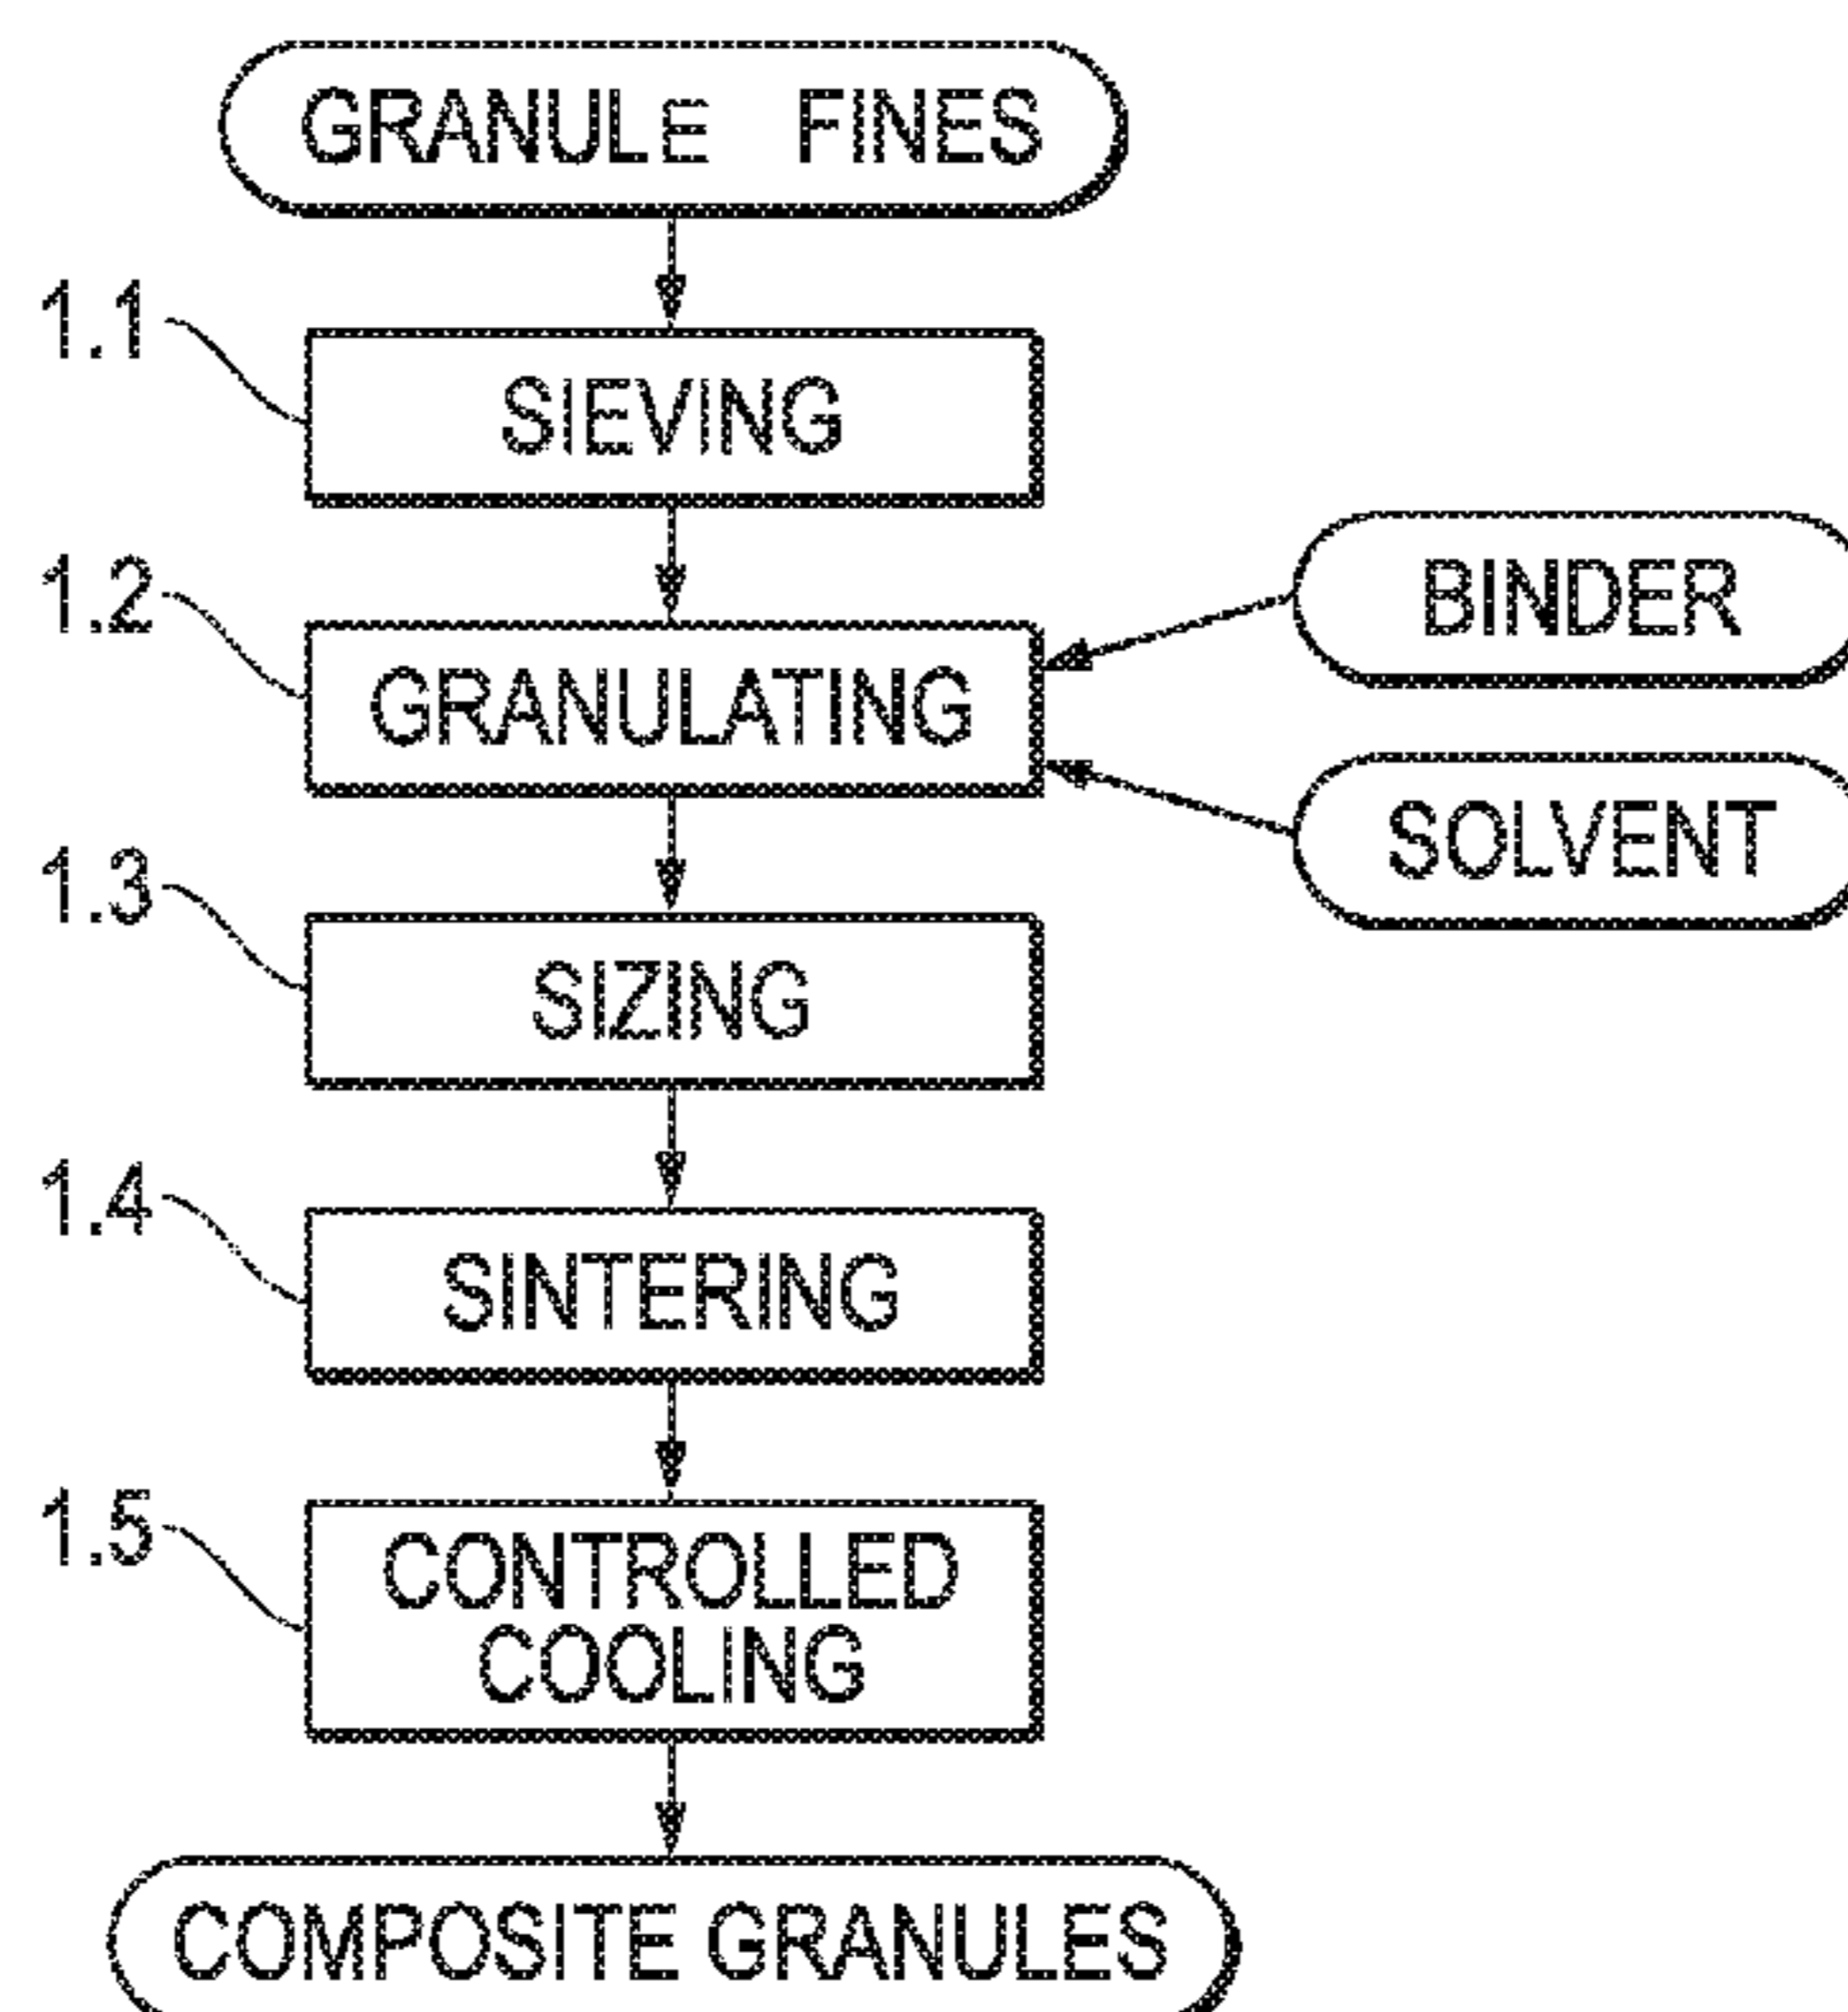 GRANULE FINES
1.1
SIEVING
1.2
GRANULATING
BINDER
SOLVENT
1.3
SIZING
1.4
SINTERING
1.5
CONTROLLED
COOLING
COMPOSITE GRANULES